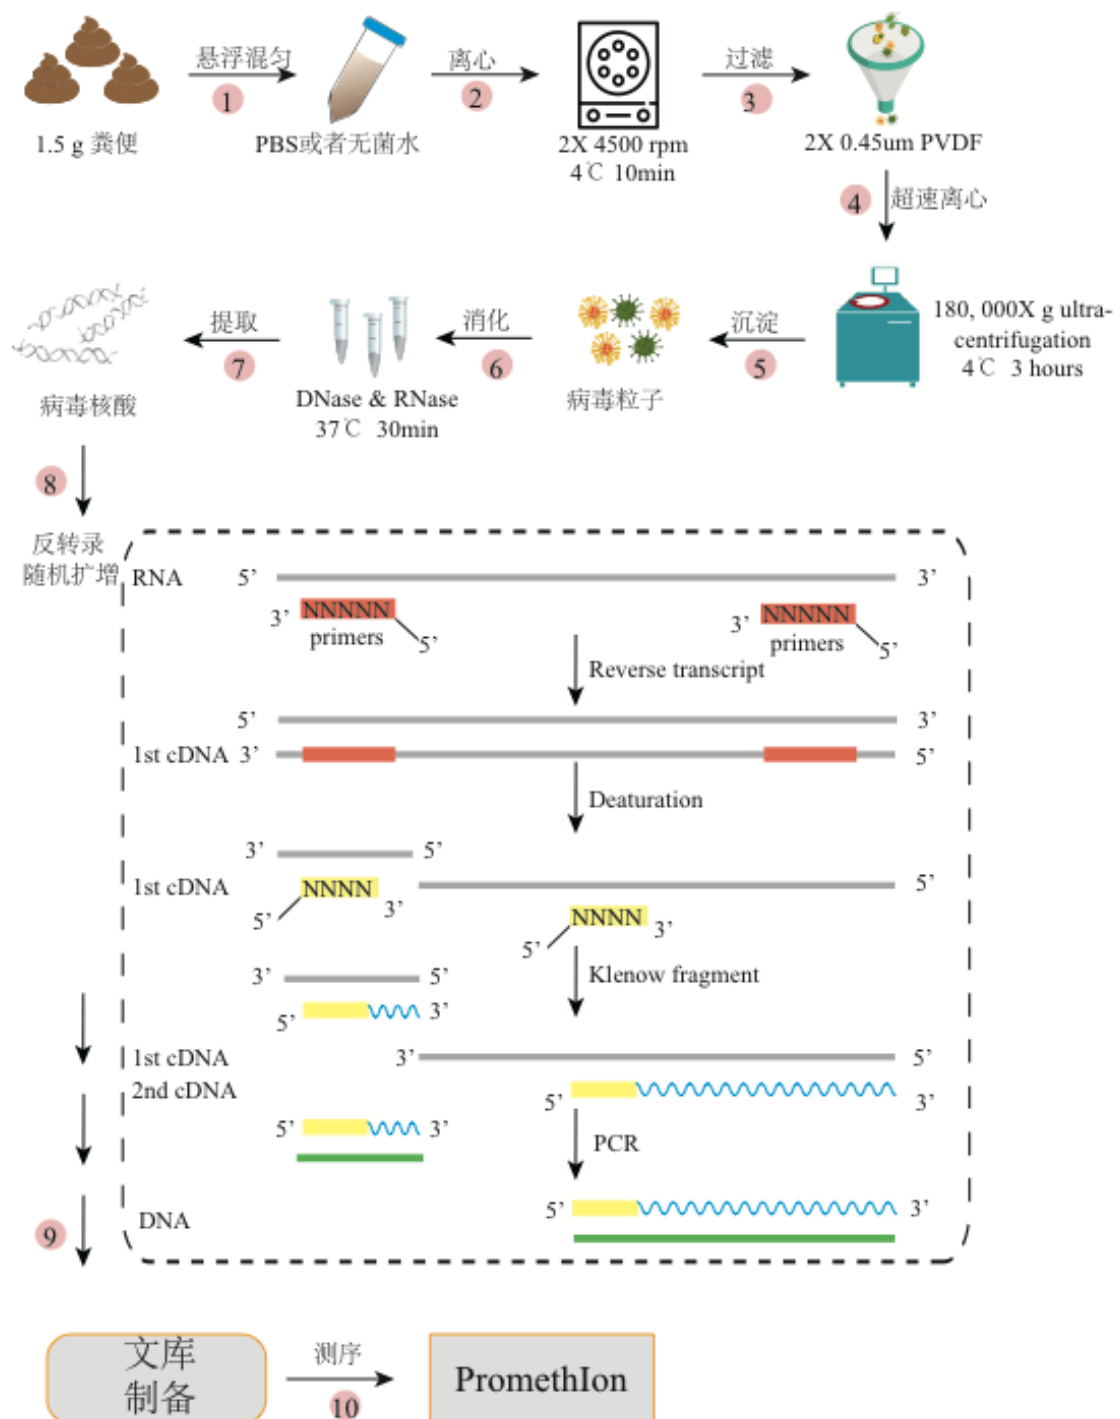 悬浮混匀
1
离心
2
过滤
3
1.5 g 粪便
PBS或者无菌水
2X 4500 rpm
4℃ 10min
2X 0.45um PVDF
4
超速离心
180, 000X g ultra-
centrifugation
4℃ 3 hours
沉淀
5
病毒粒子
消化
6
DNase & RNase
37℃ 30min
提取
7
病毒核酸
8
反转录
随机扩增
RNA 5’ 3’
3’ NNNNN 5’
primers
3’ NNNNN 5’
primers
Reverse transcript
5’ 3’
1st cDNA 3’ 5’
Deaturation
3’ 5’
1st cDNA NNNN 5’
5’ 3’
NNNN
5’ 3’
Klenow fragment
3’ 5’
5’ 3’
1st cDNA 3’ 5’
2nd cDNA 5’ 3’
5’ 3’
PCR
5’ 3’
DNA
9
文库
制备
测序
10
PromethIon